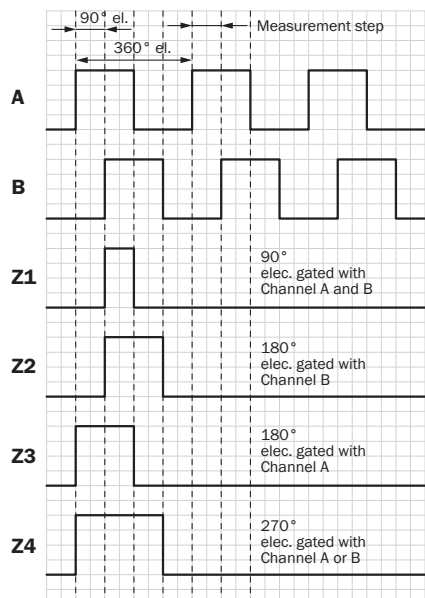 90° el.
Measurement step
360° el.
A
B
Z1
90°
elec. gated with
Channel A and B
Z2
180°
elec. gated with
Channel B
Z3
180°
elec. gated with
Channel A
Z4
270°
elec. gated with
Channel A or B